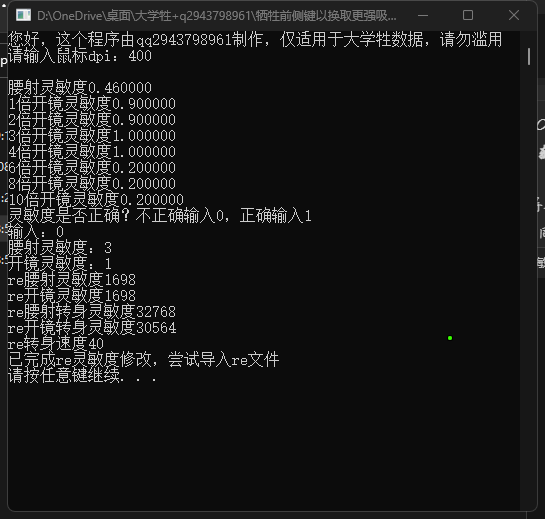 D:\OneDrive\桌面\大学牲+q2943798961\牺牲前侧键以换取更强吸...
您好，这个程序由qq2943798961制作，仅适用于大学牲数据，请勿滥用
请输入鼠标dpi：400
腰射灵敏度0.460000
1倍开镜灵敏度0.900000
2倍开镜灵敏度0.900000
3倍开镜灵敏度1.000000
4倍开镜灵敏度1.000000
6倍开镜灵敏度0.200000
8倍开镜灵敏度0.200000
10倍开镜灵敏度0.200000
灵敏度是否正确？不正确输入0，正确输入1
输入：0
腰射灵敏度：3
开镜灵敏度：1
re腰射灵敏度1698
re开镜灵敏度1698
re腰射转身灵敏度32768
re开镜转身灵敏度30564
re转身速度40
已完成re灵敏度修改，尝试导入re文件
请按任意键继续. . .